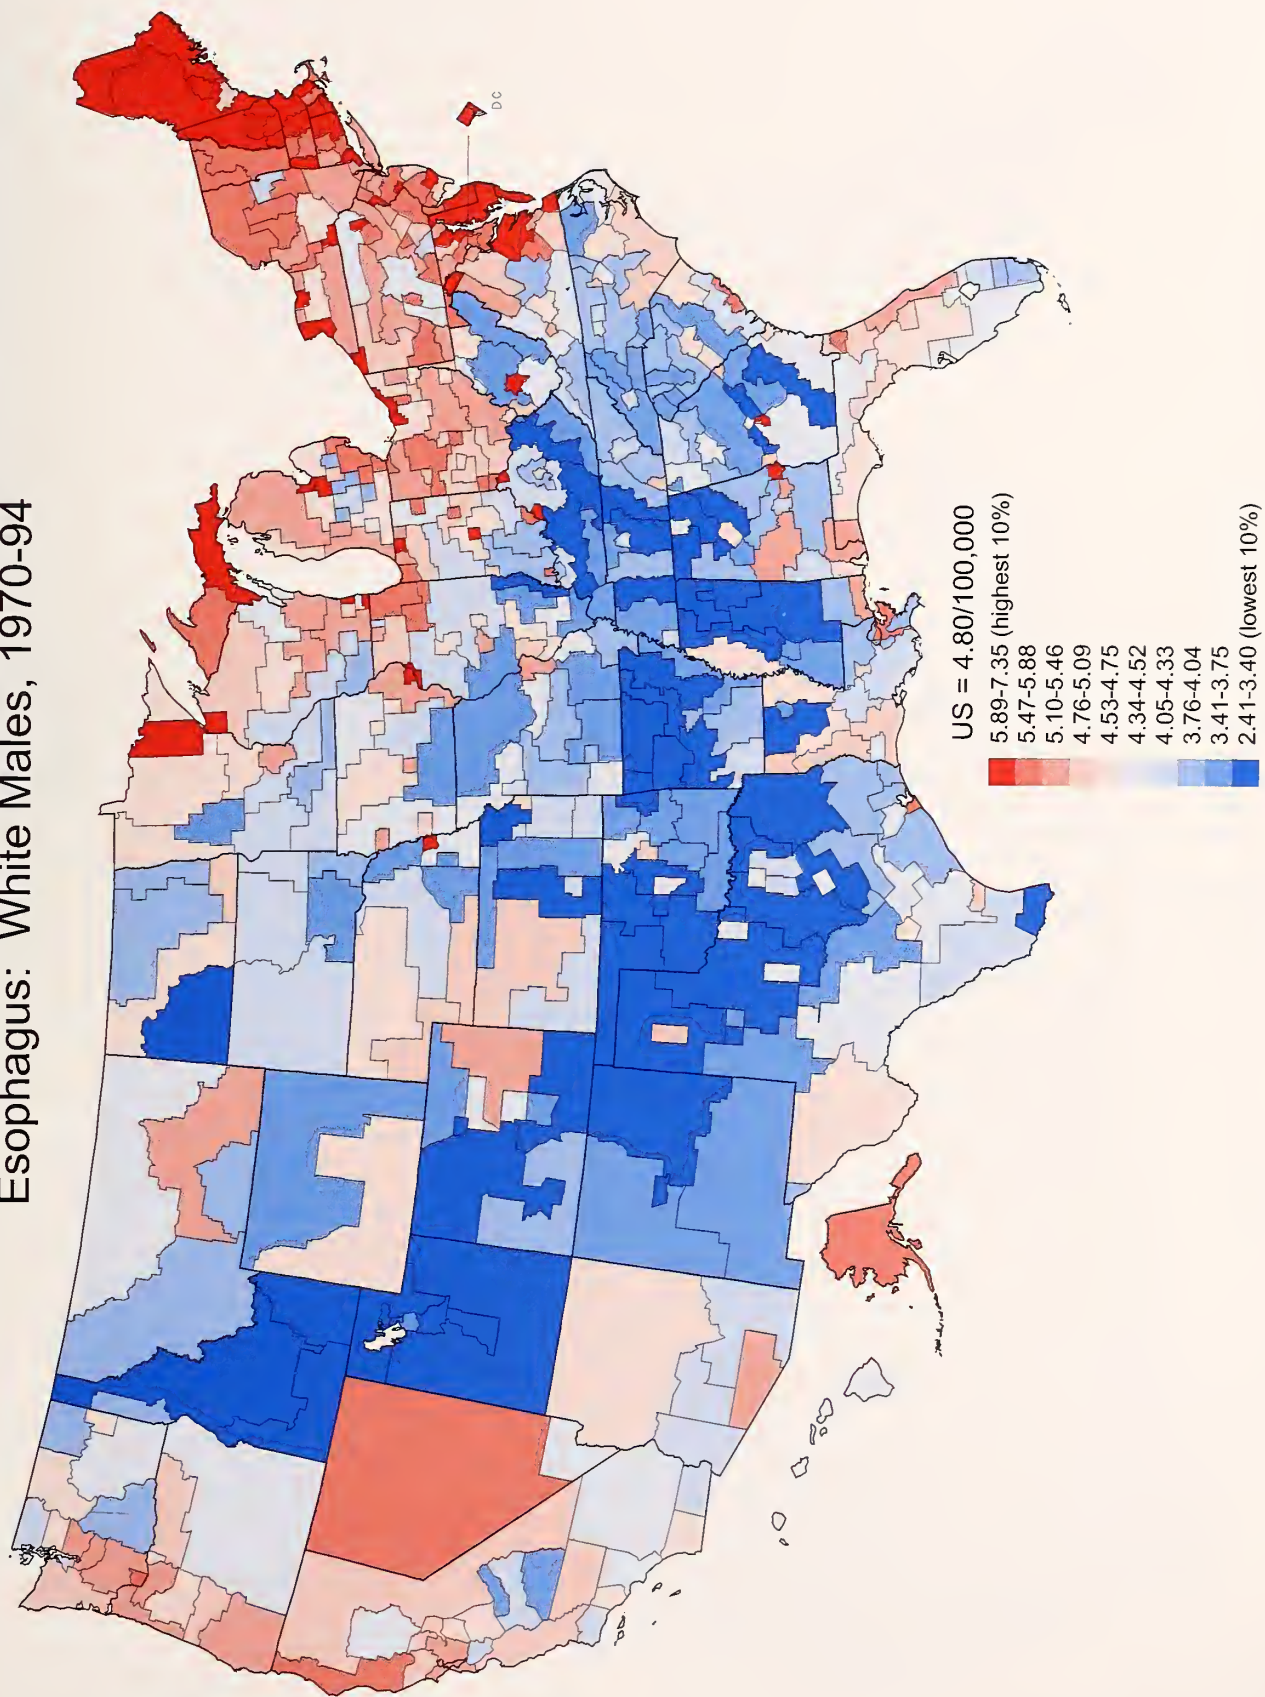 Esophagus: White Males, 1970-94
DC
US = 4.80/100,000
5.89-7.35 (highest 10%)
5.47-5.88
5.10-5.46
4.76-5.09
4.53-4.75
4.34-4.52
4.05-4.33
3.76-4.04
3.41-3.75
2.41-3.40 (lowest 10%)